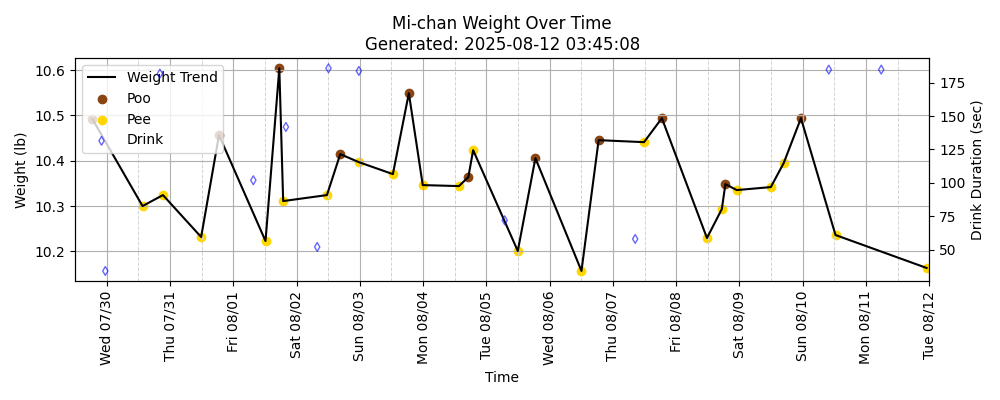 Mi-chan Weight Over Time
Generated: 2025-08-12 03:45:08
Weight Trend
Poo
Pee
Drink
Weight (lb)
10.6
10.5
10.4
10.3
10.2
Drink Duration (sec)
175
150
125
100
75
50
Wed 07/30
Thu 07/31
Fri 08/01
Sat 08/02
Sun 08/03
Mon 08/04
Tue 08/05
Wed 08/06
Thu 08/07
Fri 08/08
Sat 08/09
Sun 08/10
Mon 08/11
Tue 08/12
Time